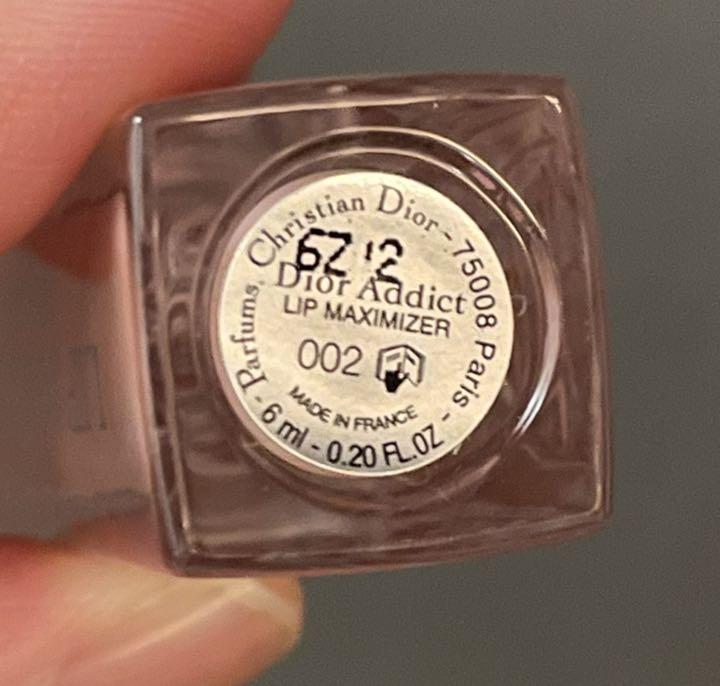 Parfums Christian Dior - 75008 Paris -
Dior Addict
LIP MAXIMIZER
002
MADE IN FRANCE
6 ml - 0.20 FL.OZ -